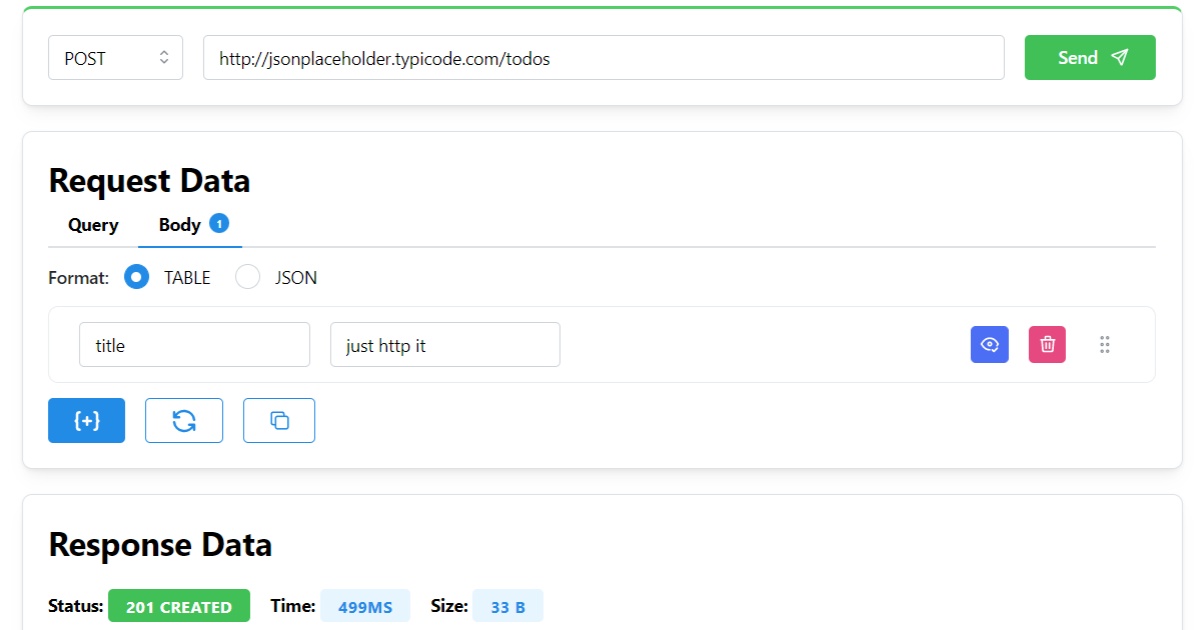 POST http://jsonplaceholder.typicode.com/todos Send
Request Data
Query Body 1
Format: TABLE JSON
title just http it
{+}
Response Data
Status: 201 CREATED Time: 499MS Size: 33 B